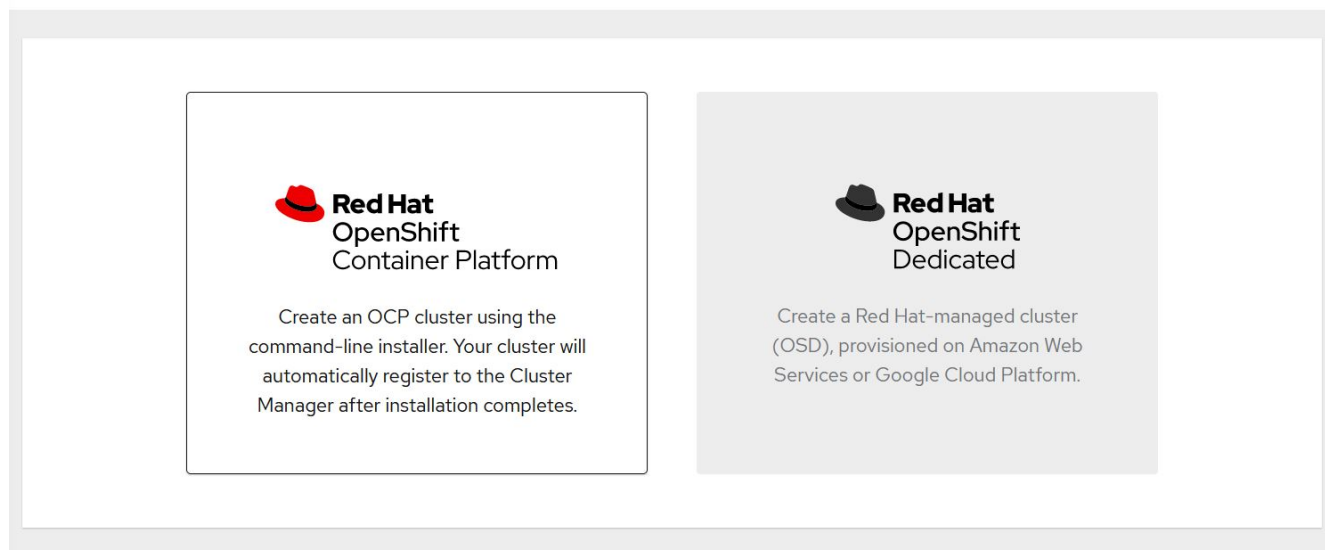 Red Hat
OpenShift
Container Platform
Create an OCP cluster using the
command-line installer. Your cluster will
automatically register to the Cluster
Manager after installation completes.
Red Hat
OpenShift
Dedicated
Create a Red Hat-managed cluster
(OSD), provisioned on Amazon Web
Services or Google Cloud Platform.